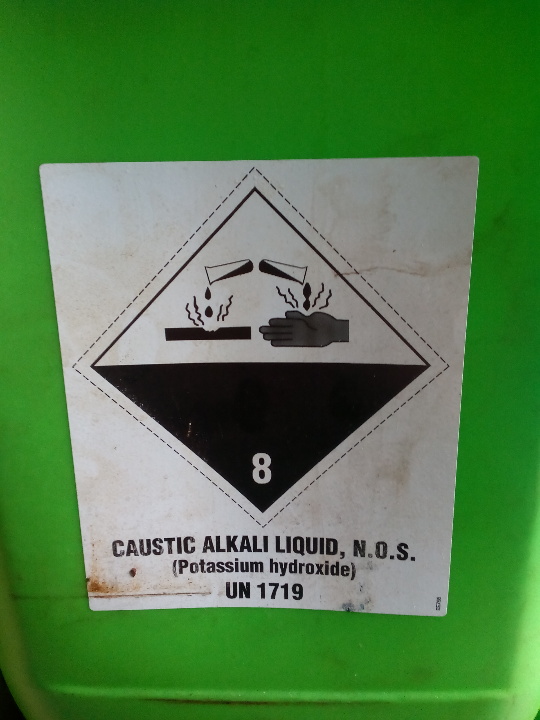 8
CAUSTIC ALKALI LIQUID, N.O.S.
(Potassium hydroxide)
UN 1719